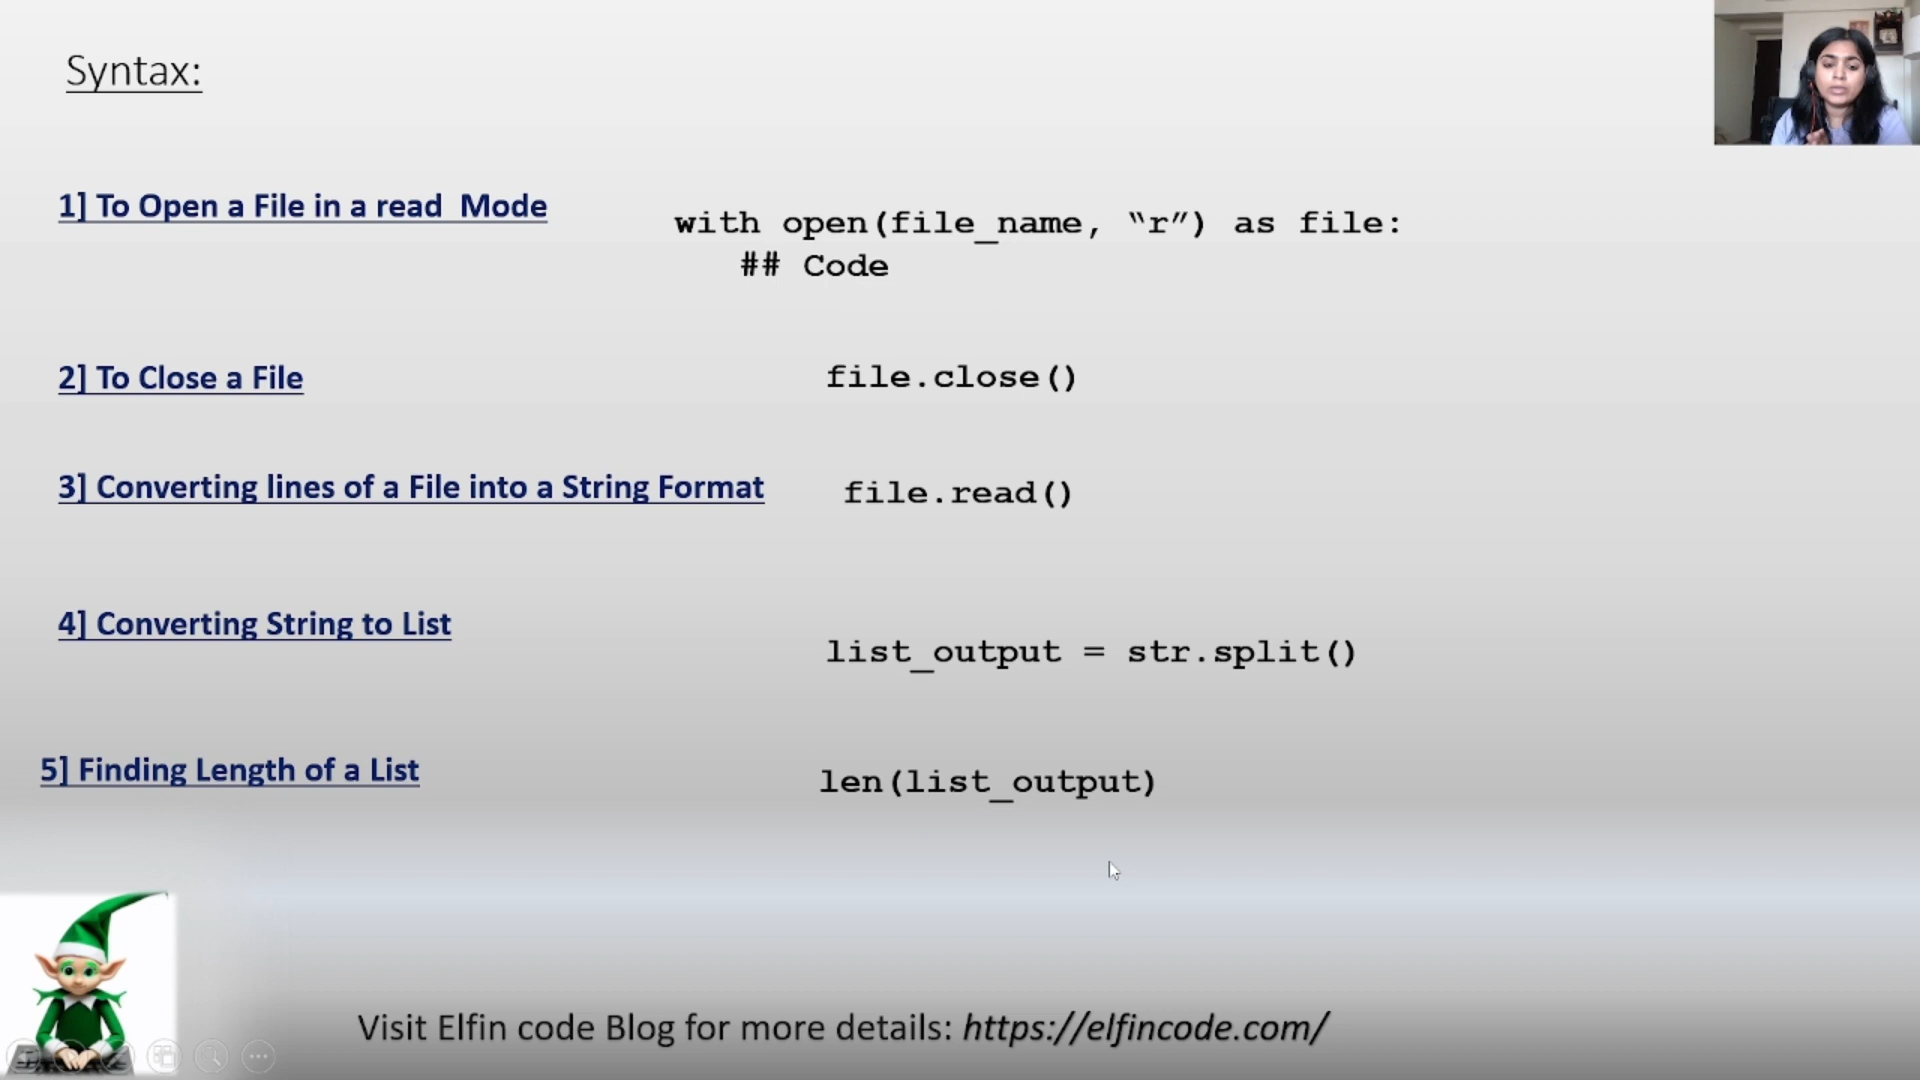 Syntax:
1] To Open a File in a read  Mode
with open(file_name, “r”) as file:
## Code
2] To Close a File
file.close()
3] Converting lines of a File into a String Format
file.read()
4] Converting String to List
list_output = str.split()
5] Finding Length of a List
len(list_output)
Visit Elfin code Blog for more details: https://elfincode.com/